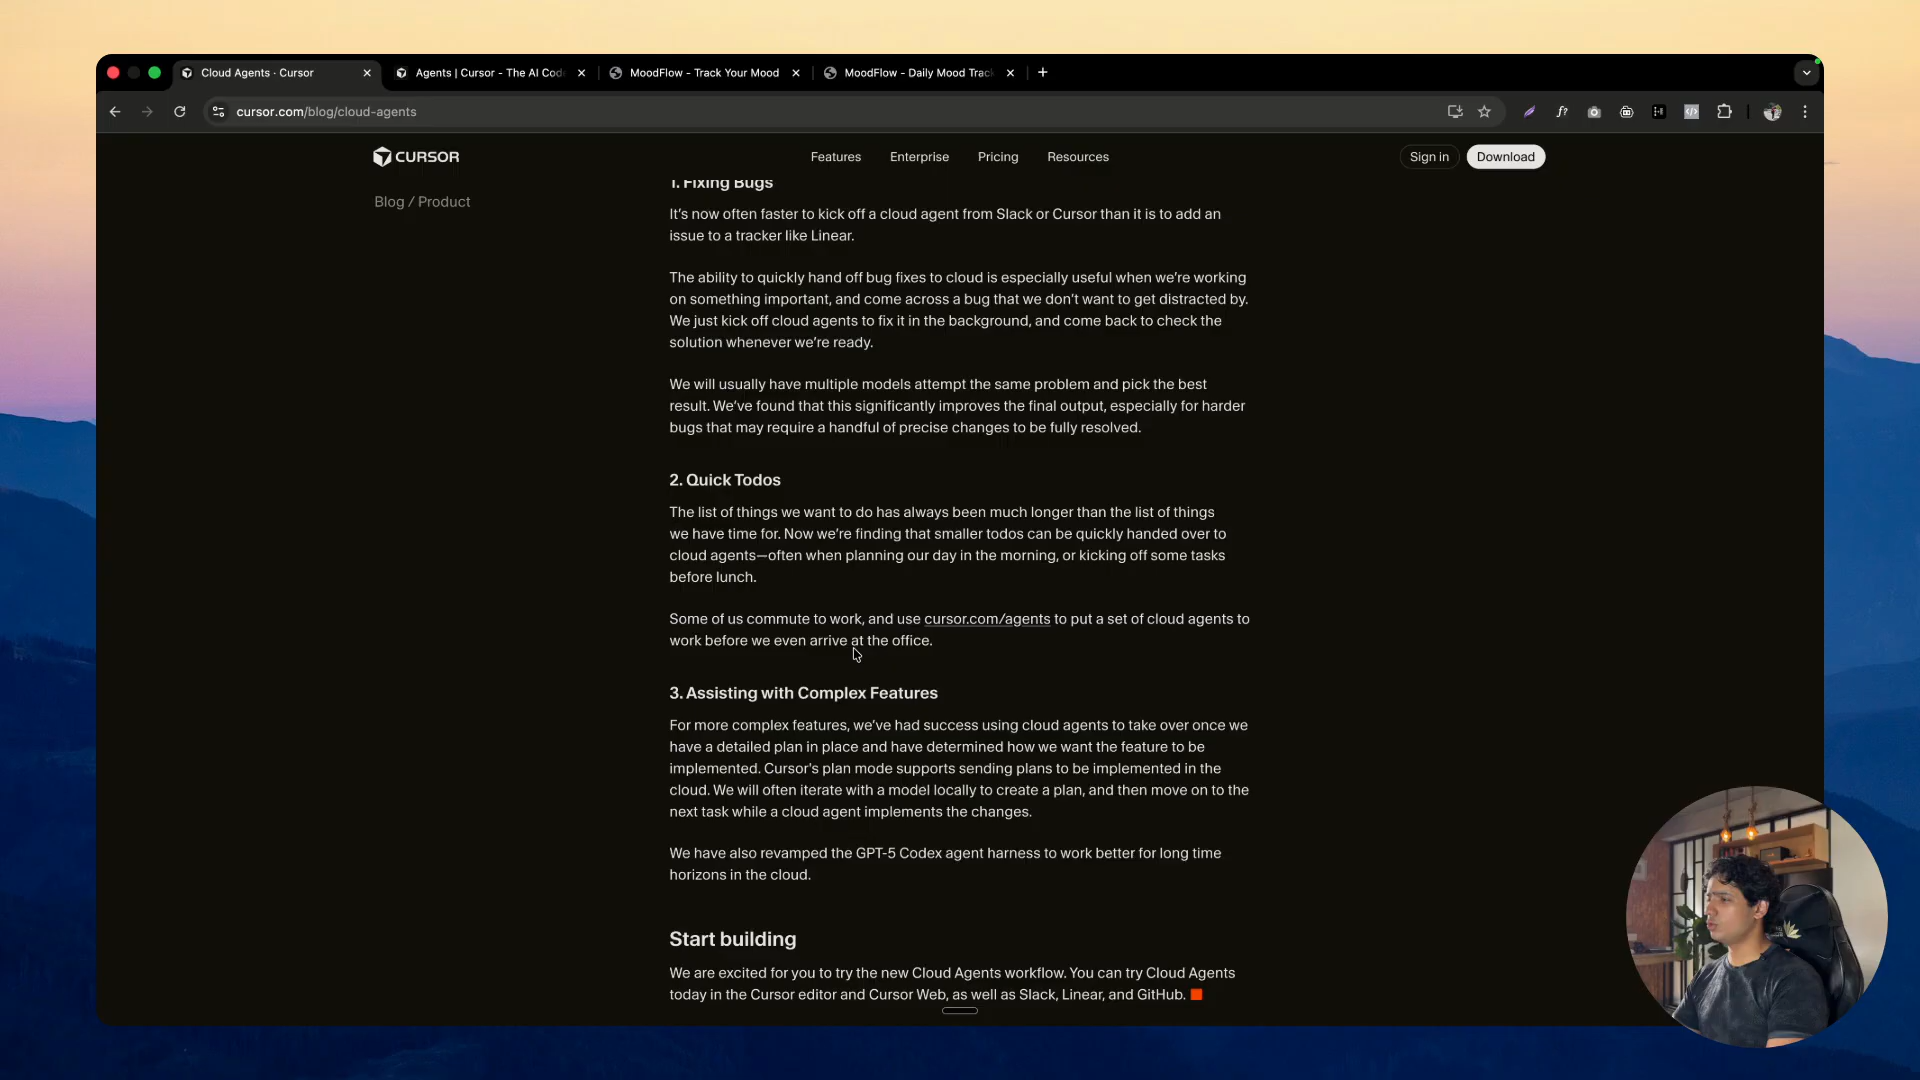 Cloud Agents · Cursor
Agents | Cursor - The AI Code
MoodFlow - Track Your Mood
MoodFlow - Daily Mood Track
cursor.com/blog/cloud-agents
CURSOR
Features
Enterprise
Pricing
Resources
Sign in
Download
Blog / Product
1. Fixing Bugs
It’s now often faster to kick off a cloud agent from Slack or Cursor than it is to add an
issue to a tracker like Linear.
The ability to quickly hand off bug fixes to cloud is especially useful when we’re working
on something important, and come across a bug that we don’t want to get distracted by.
We just kick off cloud agents to fix it in the background, and come back to check the
solution whenever we’re ready.
We will usually have multiple models attempt the same problem and pick the best
result. We’ve found that this significantly improves the final output, especially for harder
bugs that may require a handful of precise changes to be fully resolved.
2. Quick Todos
The list of things we want to do has always been much longer than the list of things
we have time for. Now we’re finding that smaller todos can be quickly handed over to
cloud agents—often when planning our day in the morning, or kicking off some tasks
before lunch.
Some of us commute to work, and use cursor.com/agents to put a set of cloud agents to
work before we even arrive at the office.
3. Assisting with Complex Features
For more complex features, we’ve had success using cloud agents to take over once we
have a detailed plan in place and have determined how we want the feature to be
implemented. Cursor's plan mode supports sending plans to be implemented in the
cloud. We will often iterate with a model locally to create a plan, and then move on to the
next task while a cloud agent implements the changes.
We have also revamped the GPT-5 Codex agent harness to work better for long time
horizons in the cloud.
Start building
We are excited for you to try the new Cloud Agents workflow. You can try Cloud Agents
today in the Cursor editor and Cursor Web, as well as Slack, Linear, and GitHub.